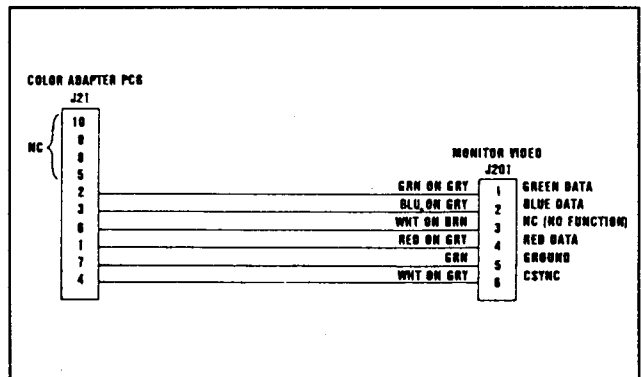 COLOR ADAPTER PCB
J21
10
9
8
5
NC
2
3
6
1
7
4
MONITOR VIDEO
J201
GRN ON GRY 1 GREEN DATA
BLU ON GRY 2 BLUE DATA
WHT ON BRN 3 NC (NO FUNCTION)
RED ON GRY 4 RED DATA
GRN 5 GROUND
WHT ON GRY 6 CSYNC